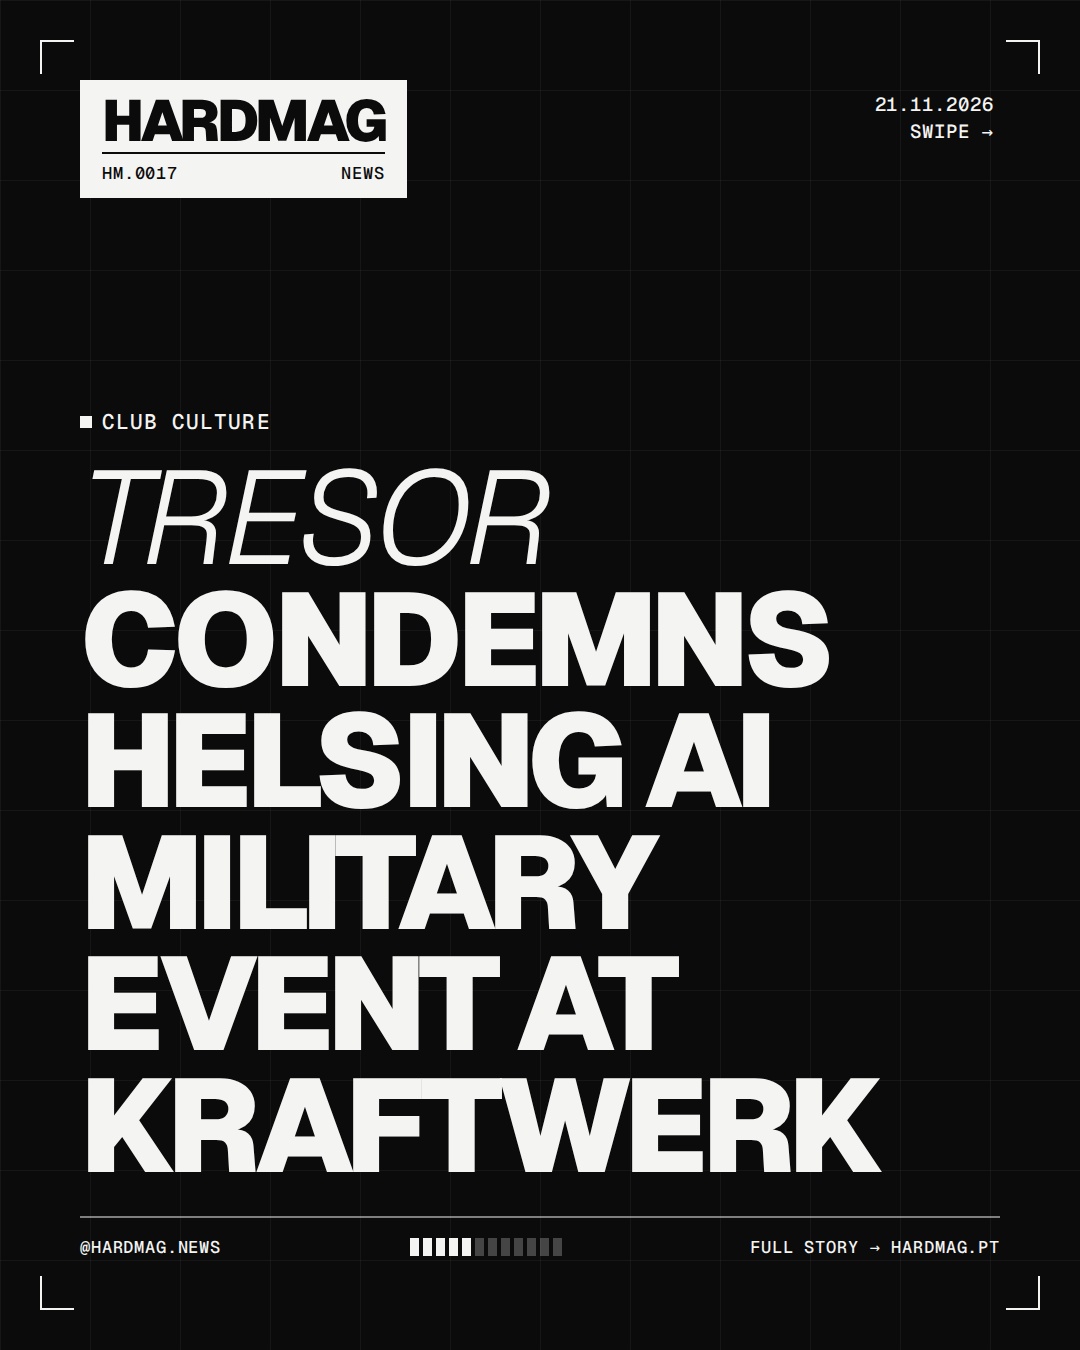 HARDMAG
HM.0017 NEWS
21.11.2026
SWIPE →
CLUB CULTURE
TRESOR
CONDEMNS
HELSING AI
MILITARY
EVENT AT
KRAFTWERK
@HARDMAG.NEWS
FULL STORY → HARDMAG.PT